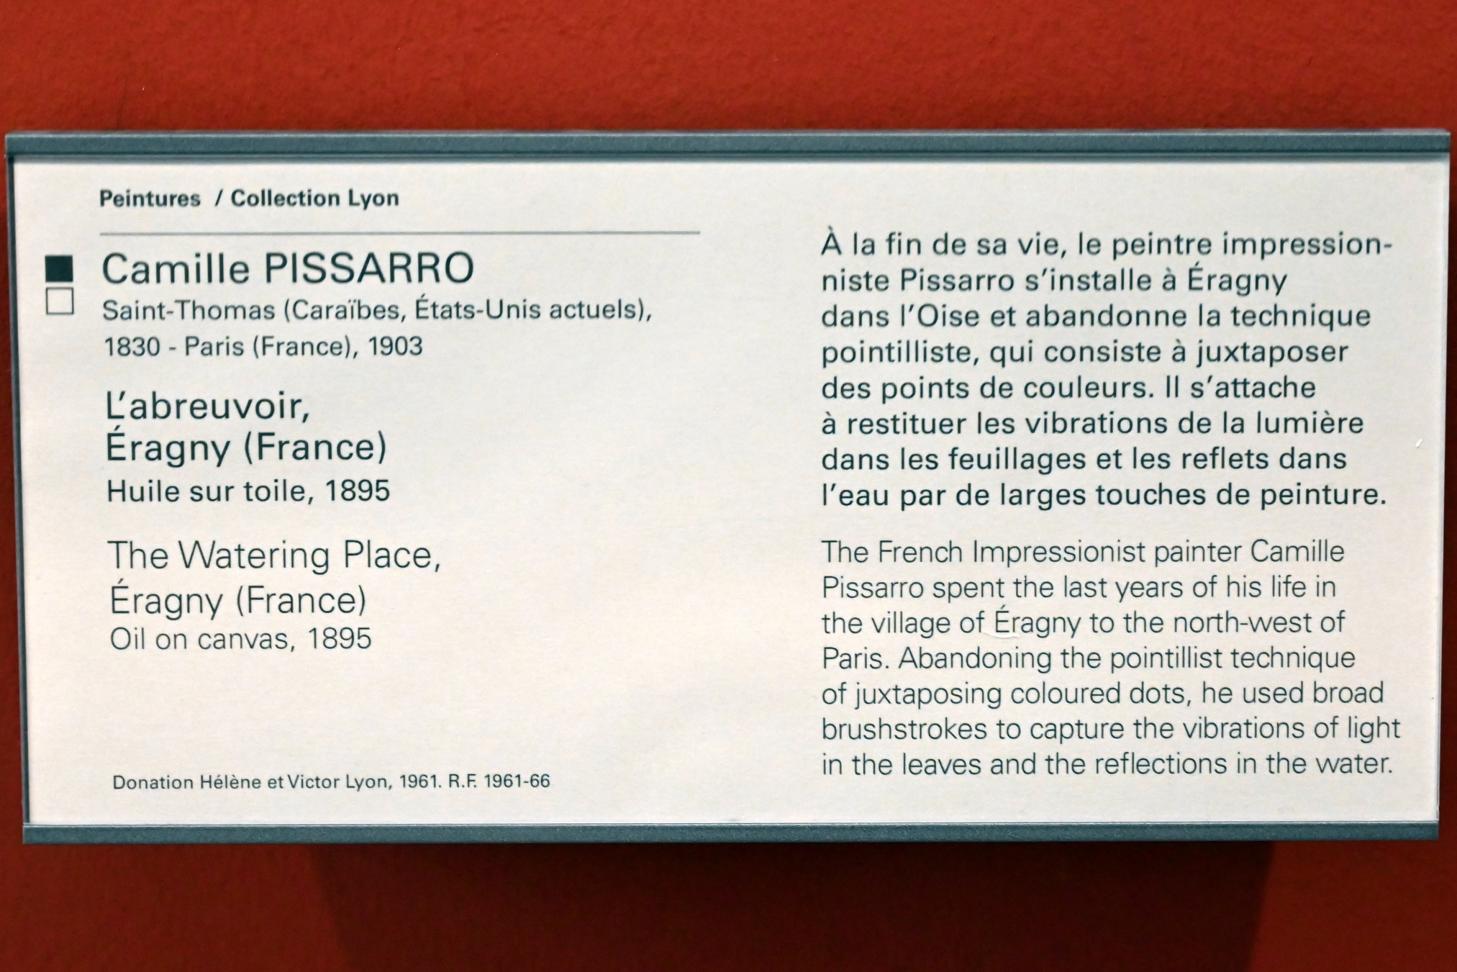 Peintures / Collection Lyon
Camille PISSARRO
Saint-Thomas (Caraïbes, États-Unis actuels),
1830 - Paris (France), 1903
L'abreuvoir,
Éragny (France)
Huile sur toile, 1895
The Watering Place,
Éragny (France)
Oil on canvas, 1895
Donation Hélène et Victor Lyon, 1961. R.F. 1961-66
À la fin de sa vie, le peintre impression-
niste Pissarro s'installe à Éragny
dans l'Oise et abandonne la technique
pointilliste, qui consiste à juxtaposer
des points de couleurs. Il s'attache
à restituer les vibrations de la lumière
dans les feuillages et les reflets dans
l'eau par de larges touches de peinture.
The French Impressionist painter Camille
Pissarro spent the last years of his life in
the village of Éragny to the north-west of
Paris. Abandoning the pointillist technique
of juxtaposing coloured dots, he used broad
brushstrokes to capture the vibrations of light
in the leaves and the reflections in the water.